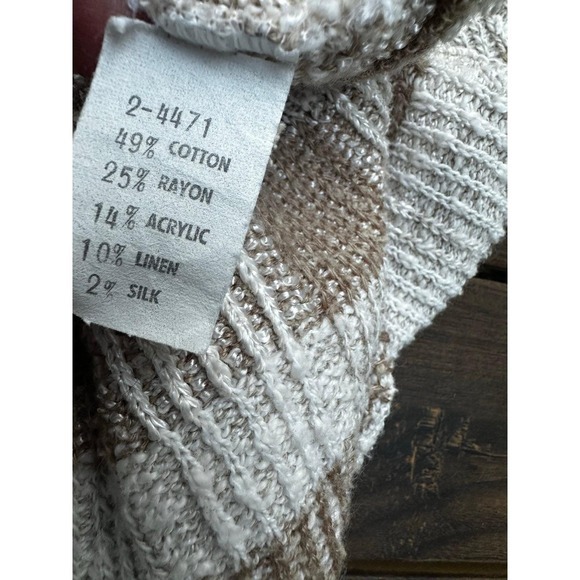 2-4471
49% COTTON
25% RAYON
14% ACRYLIC
10% LINEN
2% SILK